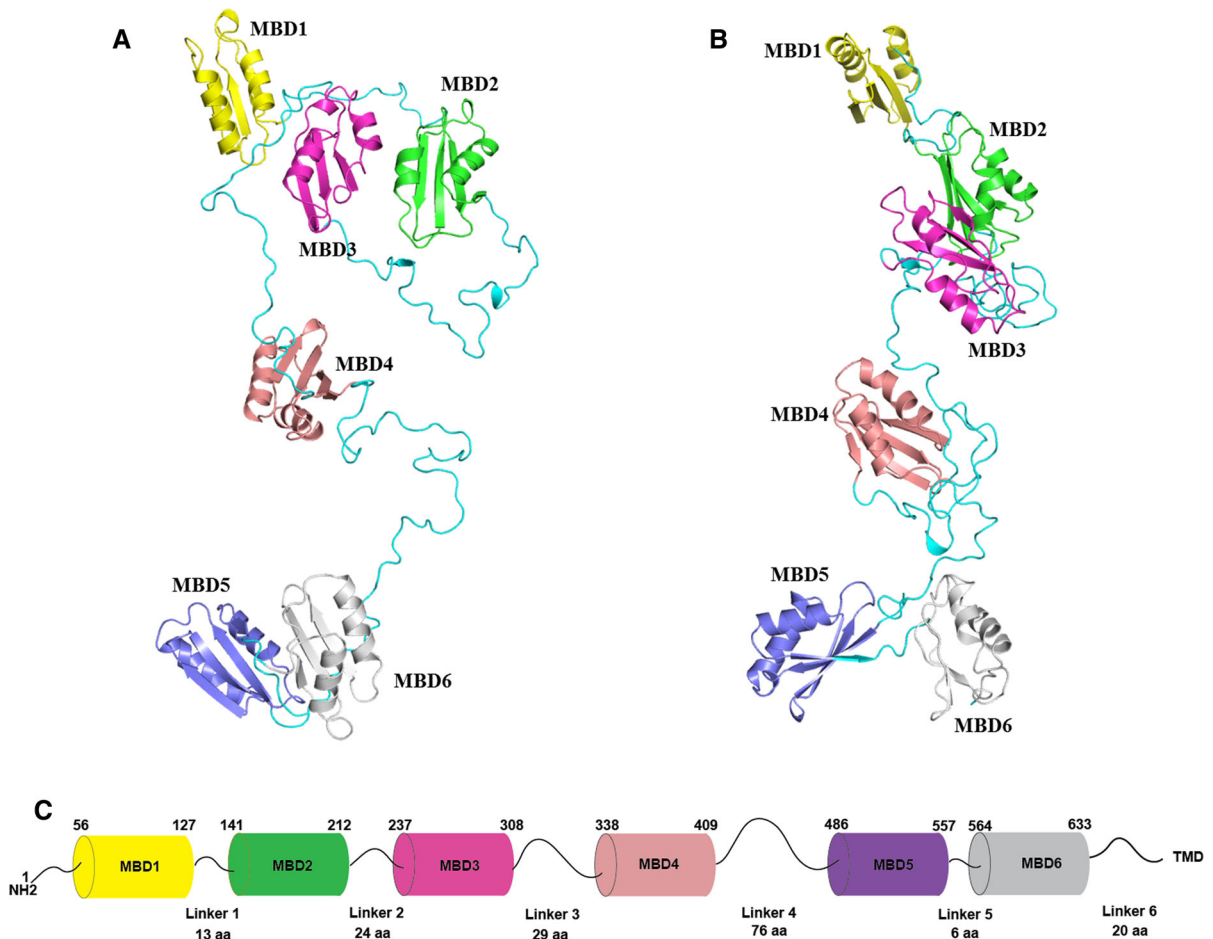 A
MBD1
MBD2
MBD3
MBD4
MBD5
MBD6
B
MBD1
MBD2
MBD3
MBD4
MBD5
MBD6
C
56 127 141 212 237 308 338 409 486 557 564 633
MBD1 MBD2 MBD3 MBD4 MBD5 MBD6 TMD
1
NH2
Linker 1 Linker 2 Linker 3 Linker 4 Linker 5 Linker 6
13 aa 24 aa 29 aa 76 aa 6 aa 20 aa